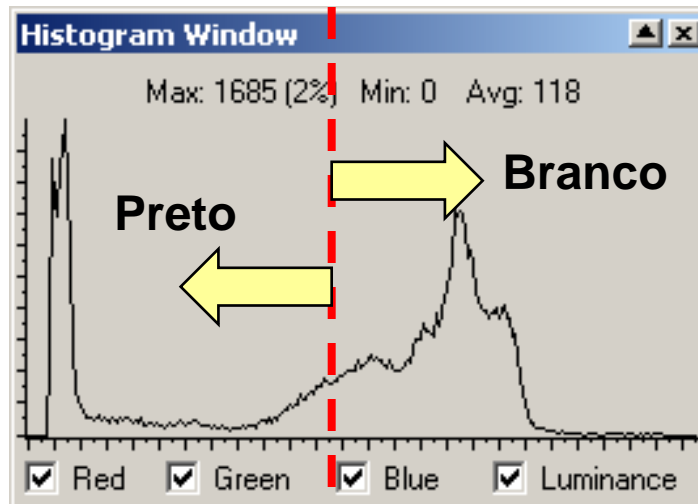 Histogram Window
Max: 1685 (2%) Min: 0 Avg: 118
Branco
Preto
Red Green Blue Luminance